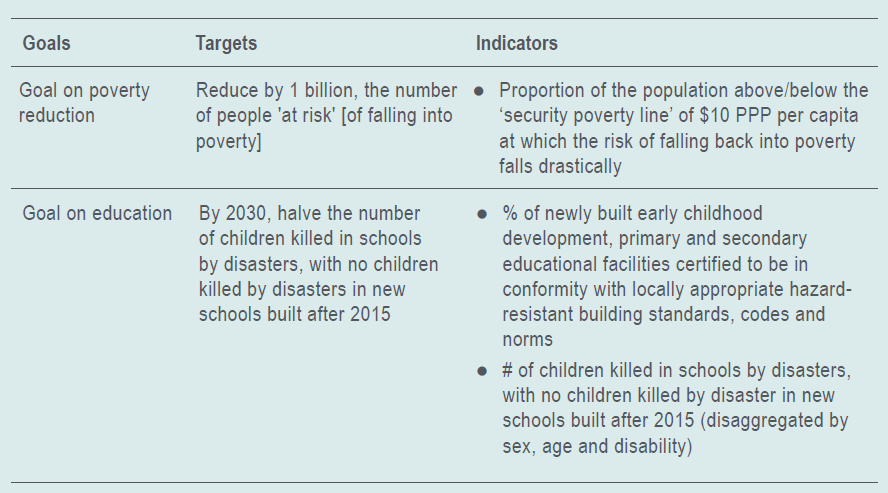 Goals Targets Indicators
Goal on poverty
reduction
Reduce by 1 billion, the number
of people 'at risk' [of falling into
poverty]
● Proportion of the population above/below the
‘security poverty line’ of $10 PPP per capita
at which the risk of falling back into poverty
falls drastically
Goal on education
By 2030, halve the number
of children killed in schools
by disasters, with no children
killed by disasters in new
schools built after 2015
● % of newly built early childhood
development, primary and secondary
educational facilities certified to be in
conformity with locally appropriate hazard-
resistant building standards, codes and
norms
● # of children killed in schools by disasters,
with no children killed by disaster in new
schools built after 2015 (disaggregated by
sex, age and disability)